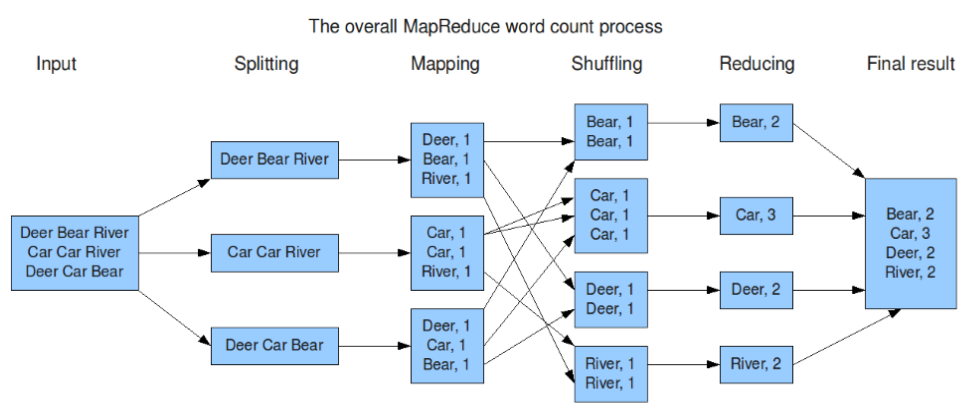 The overall MapReduce word count process
Input
Splitting
Mapping
Shuffling
Reducing
Final result
Deer Bear River
Car Car River
Deer Car Bear
Deer Bear River
Car Car River
Deer Car Bear
Deer, 1
Bear, 1
River, 1
Car, 1
Car, 1
River, 1
Deer, 1
Car, 1
Bear, 1
Bear, 1
Bear, 1
Car, 1
Car, 1
Car, 1
Deer, 1
Deer, 1
River, 1
River, 1
Bear, 2
Car, 3
Deer, 2
River, 2
Bear, 2
Car, 3
Deer, 2
River, 2